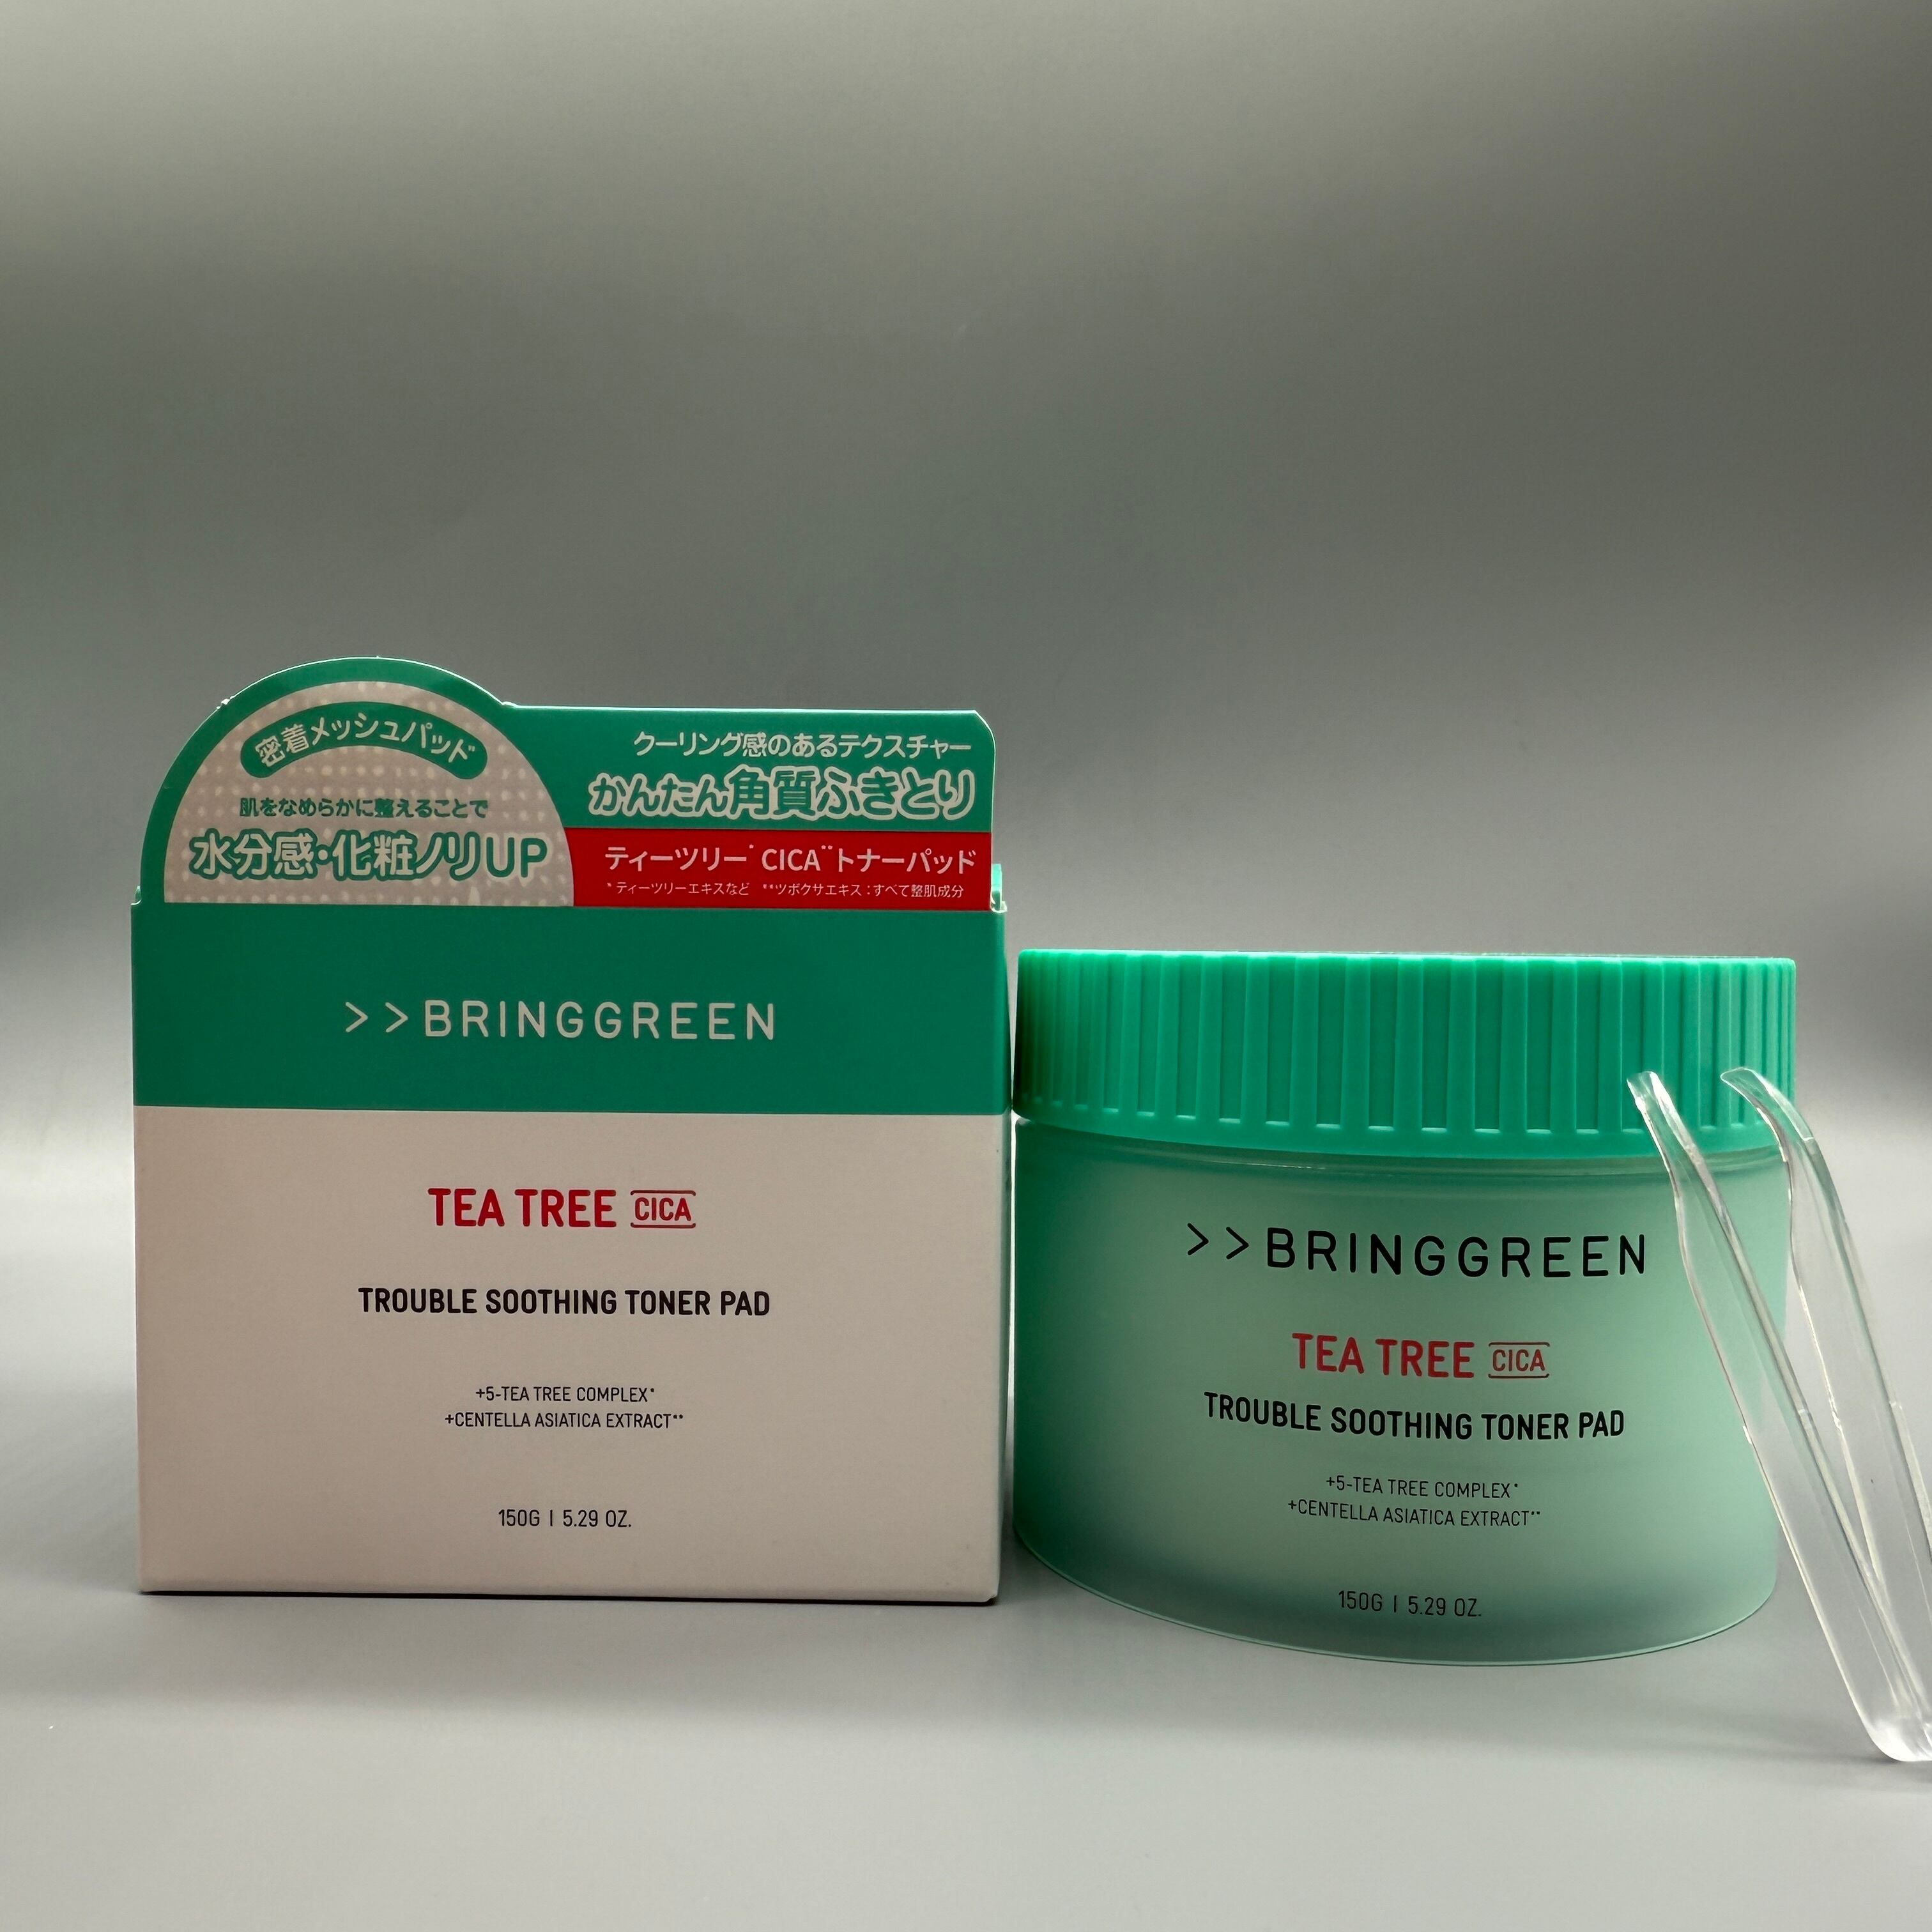 密着メッシュパッド
肌をなめらかに整えることで
水分感・化粧ノリUP
クーリング感のあるテクスチャー
かんたん角質ふきとり
ティーツリー* CICA**トナーパッド
*ティーツリーエキスなど **ツボクサエキス：すべて整肌成分
>>BRINGGREEN
TEA TREE CICA
TROUBLE SOOTHING TONER PAD
+5-TEA TREE COMPLEX*
+CENTELLA ASIATICA EXTRACT**
150G | 5.29 OZ.
>>BRINGGREEN
TEA TREE CICA
TROUBLE SOOTHING TONER PAD
+5-TEA TREE COMPLEX*
+CENTELLA ASIATICA EXTRACT**
150G | 5.29 OZ.